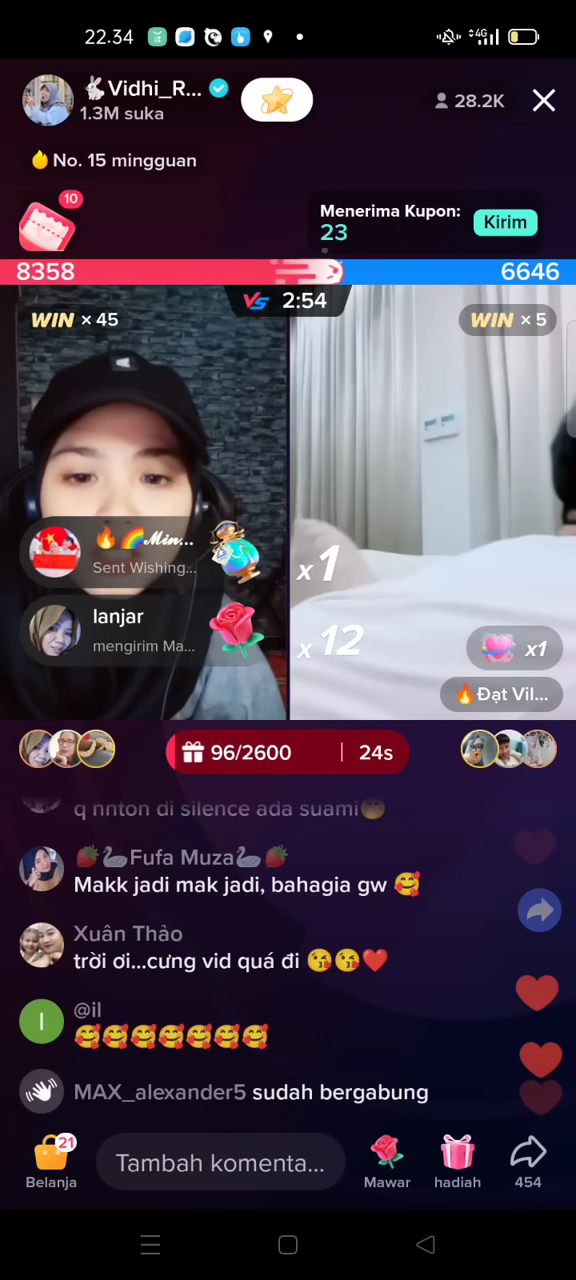 22.34
4G
Vidhi_R...
1.3M suka
28.2K
No. 15 mingguan
10
Menerima Kupon:
23
Kirim
8358
6646
VS 2:54
WIN × 45
WIN × 5
𝓜𝓲𝓷...
Sent Wishing...
x1
lanjar
mengirim Ma...
x12
x1
🔥Đạt Vil...
96/2600 | 24s
q nnton di silence ada suami😁
🍓🦢Fufa Muza🦢🍓
Makk jadi mak jadi, bahagia gw 🥰
Xuân Thảo
trời ơi...cưng vid quá đi 😘😘❤️
I
@il
🥰🥰🥰🥰🥰🥰🥰
MAX_alexander5 sudah bergabung
21
Belanja
Tambah komenta...
Mawar
hadiah
454